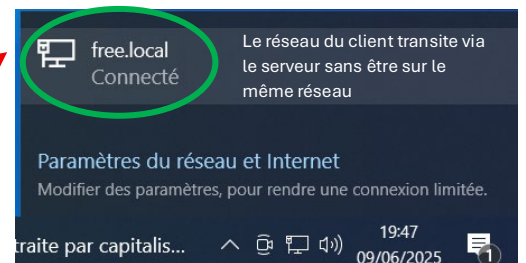 free.local
Connecté
Le réseau du client transite via
le serveur sans être sur le
même réseau
Paramètres du réseau et Internet
Modifier des paramètres, pour rendre une connexion limitée.
traite par capitalis...
19:47
09/06/2025
1